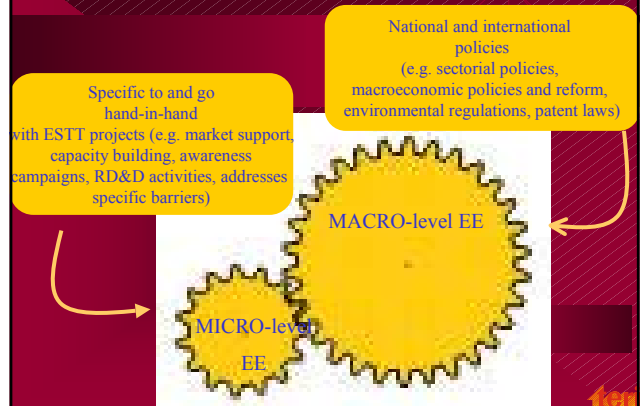 National and international
policies
(e.g. sectorial policies,
macroeconomic policies and reform,
environmental regulations, patent laws)
Specific to and go
hand-in-hand
with ESTT projects (e.g. market support,
capacity building, awareness
campaigns, RD&D activities, addresses
specific barriers)
MACRO-level EE
MICRO-level
EE
teri